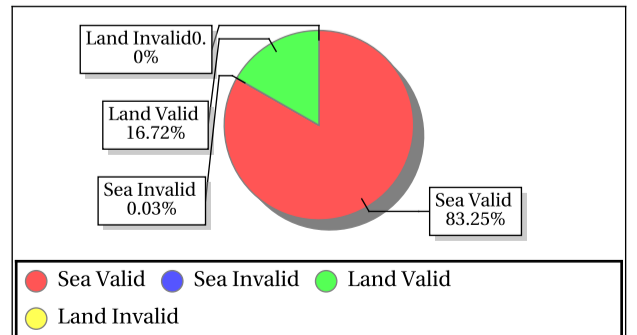 Land Invalid0.
0%
Land Valid
16.72%
Sea Invalid
0.03%
Sea Valid
83.25%
Sea Valid Sea Invalid Land Valid
Land Invalid